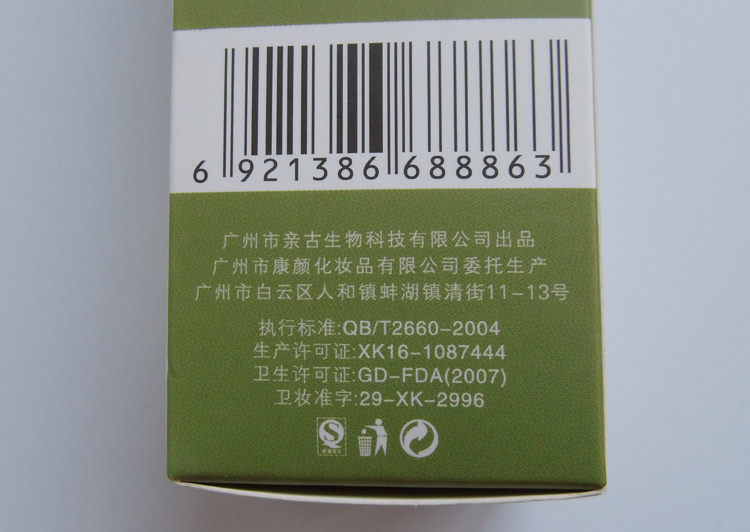 6 921386 688863
广州市亲古生物科技有限公司出品
广州市康颜化妆品有限公司委托生产
广州市白云区人和镇蚌湖镇清街11-13号
执行标准:QB/T2660-2004
生产许可证:XK16-1087444
卫生许可证:GD-FDA(2007)
卫妆准字:29-XK-2996